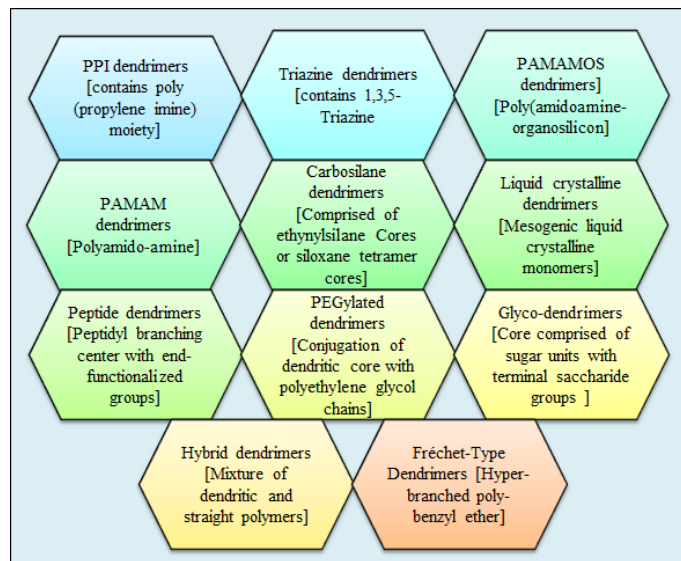 PPI dendrimers
[contains poly
(propylene imine)
moiety]
Triazine dendrimers
[contains 1,3,5-
Triazine
PAMAMOS
dendrimers]
[Poly(amidoamine-
organosilicon]
PAMAM
dendrimers
[Polyamido-amine]
Carbosilane
dendrimers
[Comprised of
ethynylsilane Cores
or siloxane tetramer
cores]
Liquid crystalline
dendrimers
[Mesogenic liquid
crystalline
monomers]
Peptide dendrimers
[Peptidyl branching
center with end-
functionalized
groups]
PEGylated
dendrimers
[Conjugation of
dendritic core with
polyethylene glycol
chains]
Glyco-dendrimers
[Core comprised of
sugar units with
terminal saccharide
groups ]
Hybrid dendrimers
[Mixture of
dendritic and
straight polymers]
Fréchet-Type
Dendrimers [Hyper-
branched poly-
benzyl ether]